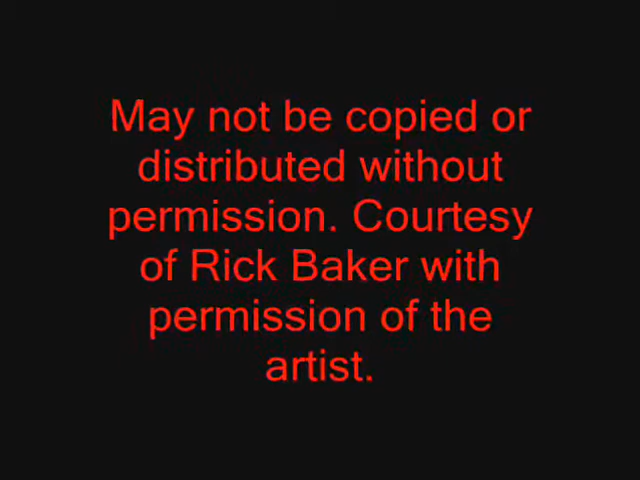 May not be copied or
distributed without
permission. Courtesy
of Rick Baker with
permission of the
artist.